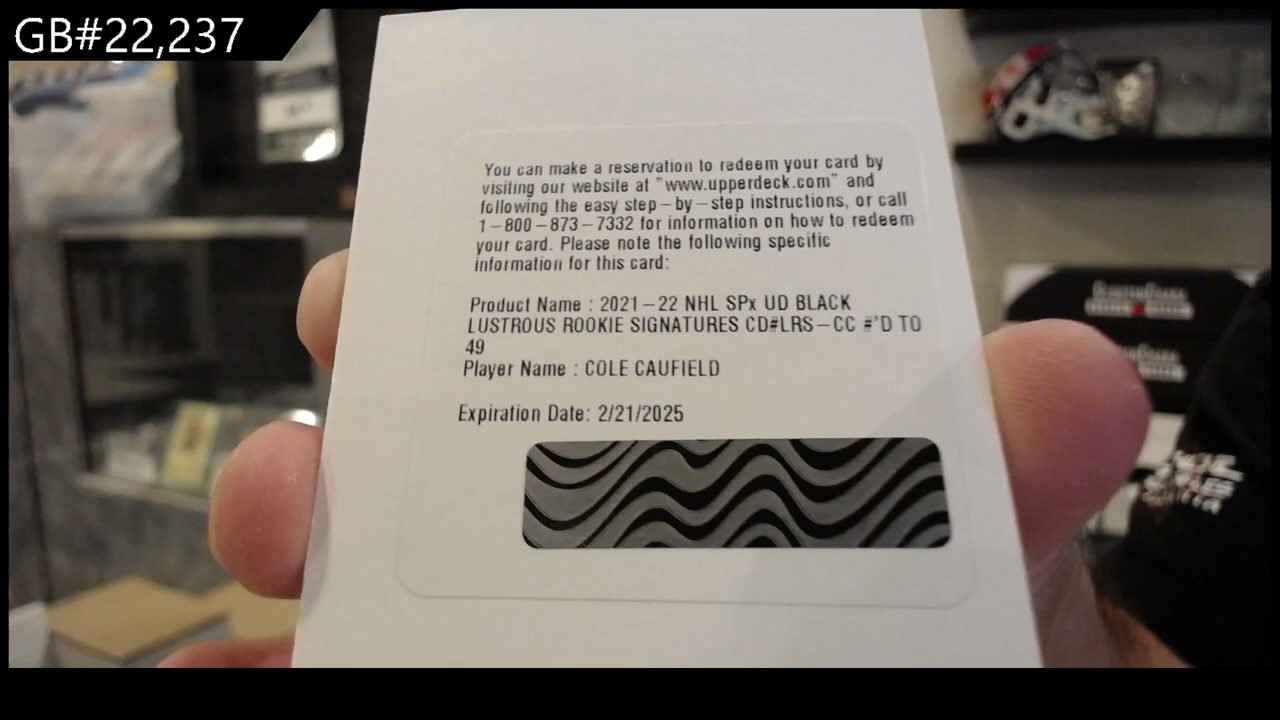 GB#22,237
You can make a reservation to redeem your card by
visiting our website at "www.upperdeck.com" and
following the easy step-by-step instructions, or call
1-800-873-7332 for information on how to redeem
your card. Please note the following specific
information for this card:
Product Name : 2021-22 NHL SPx UD BLACK
LUSTROUS ROOKIE SIGNATURES CD#LRS-CC #'D TO
49
Player Name : COLE CAUFIELD
Expiration Date: 2/21/2025